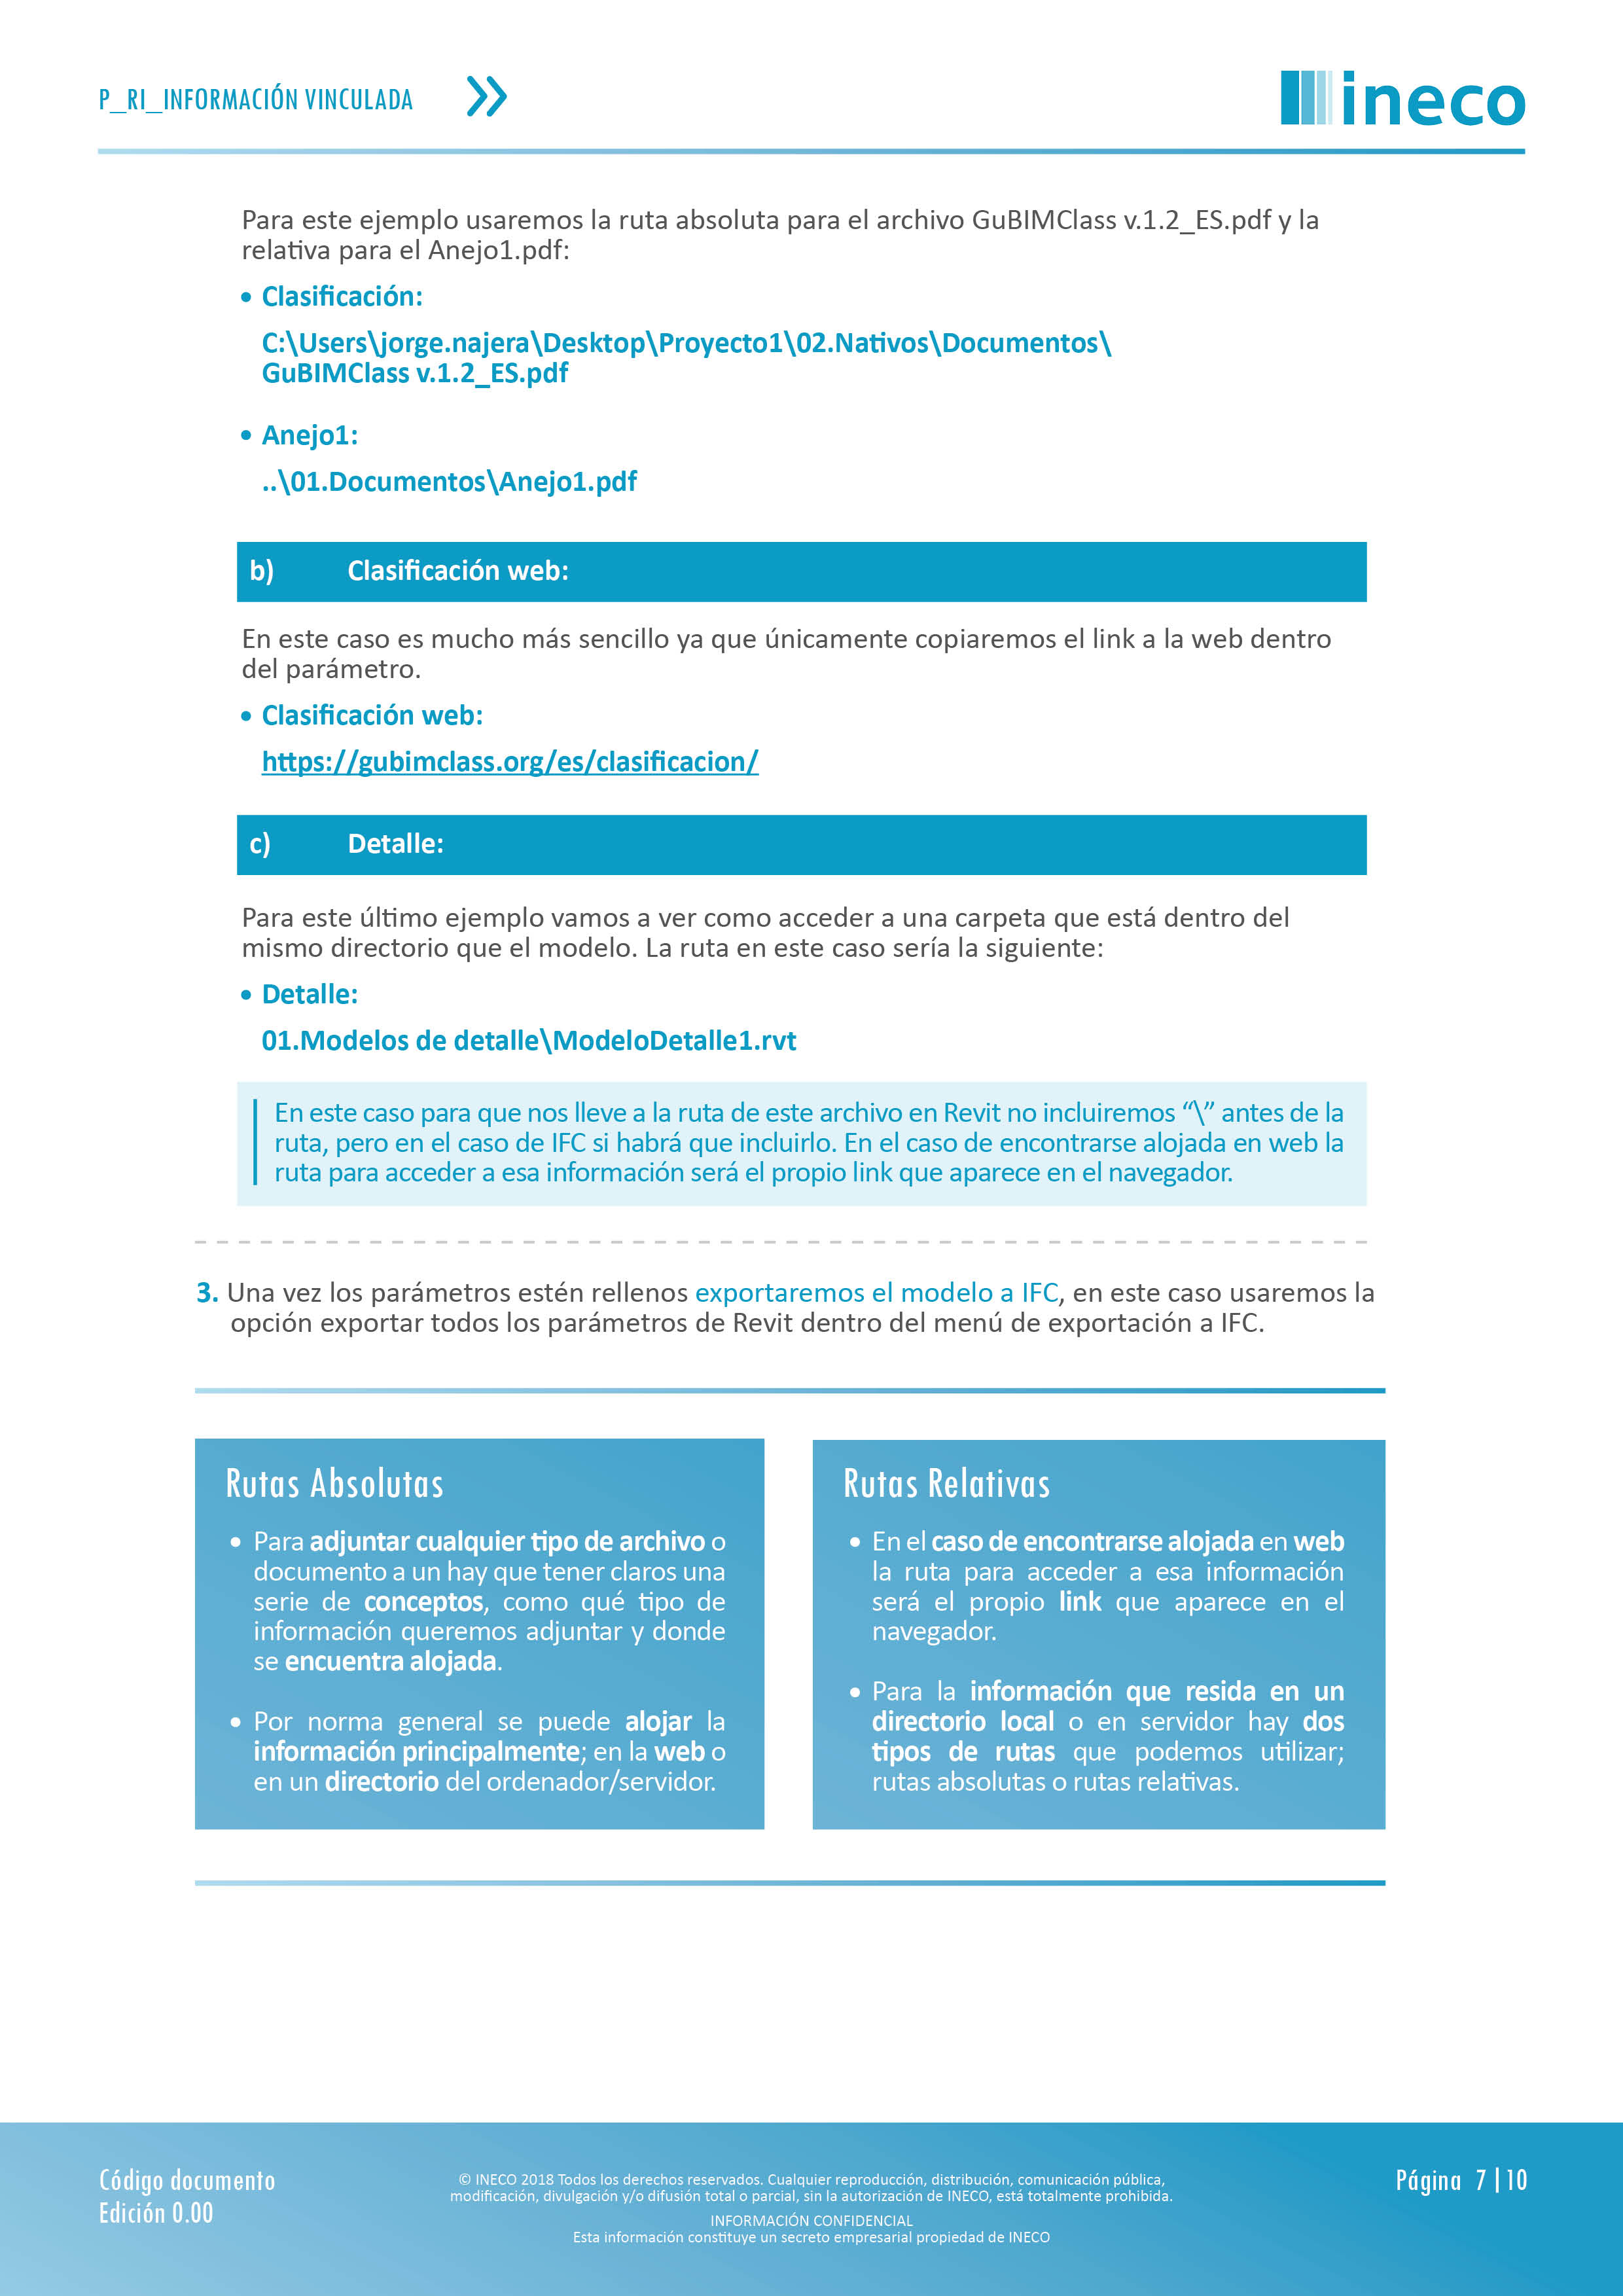 P_RI_INFORMACIÓN VINCULADA
ineco
Para este ejemplo usaremos la ruta absoluta para el archivo GuBIMClass v.1.2_ES.pdf y la
relativa para el Anejo1.pdf:
• Clasificación:
C:\Users\jorge.najera\Desktop\Proyecto1\02.Nativos\Documentos\
GuBIMClass v.1.2_ES.pdf
• Anejo1:
..\01.Documentos\Anejo1.pdf
b) Clasificación web:
En este caso es mucho más sencillo ya que únicamente copiaremos el link a la web dentro
del parámetro.
• Clasificación web:
https://gubimclass.org/es/clasificacion/
c) Detalle:
Para este último ejemplo vamos a ver como acceder a una carpeta que está dentro del
mismo directorio que el modelo. La ruta en este caso sería la siguiente:
• Detalle:
01.Modelos de detalle\ModeloDetalle1.rvt
En este caso para que nos lleve a la ruta de este archivo en Revit no incluiremos “\” antes de la
ruta, pero en el caso de IFC si habrá que incluirlo. En el caso de encontrarse alojada en web la
ruta para acceder a esa información será el propio link que aparece en el navegador.
3. Una vez los parámetros estén rellenos exportaremos el modelo a IFC, en este caso usaremos la
opción exportar todos los parámetros de Revit dentro del menú de exportación a IFC.
Rutas Absolutas
• Para adjuntar cualquier tipo de archivo o
documento a un hay que tener claros una
serie de conceptos, como qué tipo de
información queremos adjuntar y donde
se encuentra alojada.
• Por norma general se puede alojar la
información principalmente; en la web o
en un directorio del ordenador/servidor.
Rutas Relativas
• En el caso de encontrarse alojada en web
la ruta para acceder a esa información
será el propio link que aparece en el
navegador.
• Para la información que resida en un
directorio local o en servidor hay dos
tipos de rutas que podemos utilizar;
rutas absolutas o rutas relativas.
Código documento
Edición 0.00
© INECO 2018 Todos los derechos reservados. Cualquier reproducción, distribución, comunicación pública,
modificación, divulgación y/o difusión total o parcial, sin la autorización de INECO, está totalmente prohibida.
INFORMACIÓN CONFIDENCIAL
Esta información constituye un secreto empresarial propiedad de INECO
Página 7|10